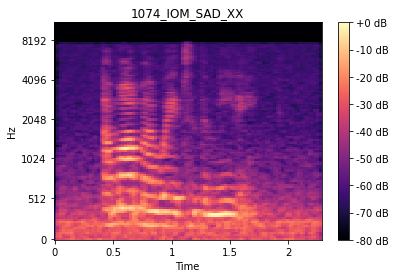 1074_IOM_SAD_XX
+0 dB
8192
-10 dB
4096
-20 dB
-30 dB
2048
Hz
-40 dB
1024
-50 dB
512
-60 dB
-70 dB
0
-80 dB
0 0.5 1 1.5 2
Time